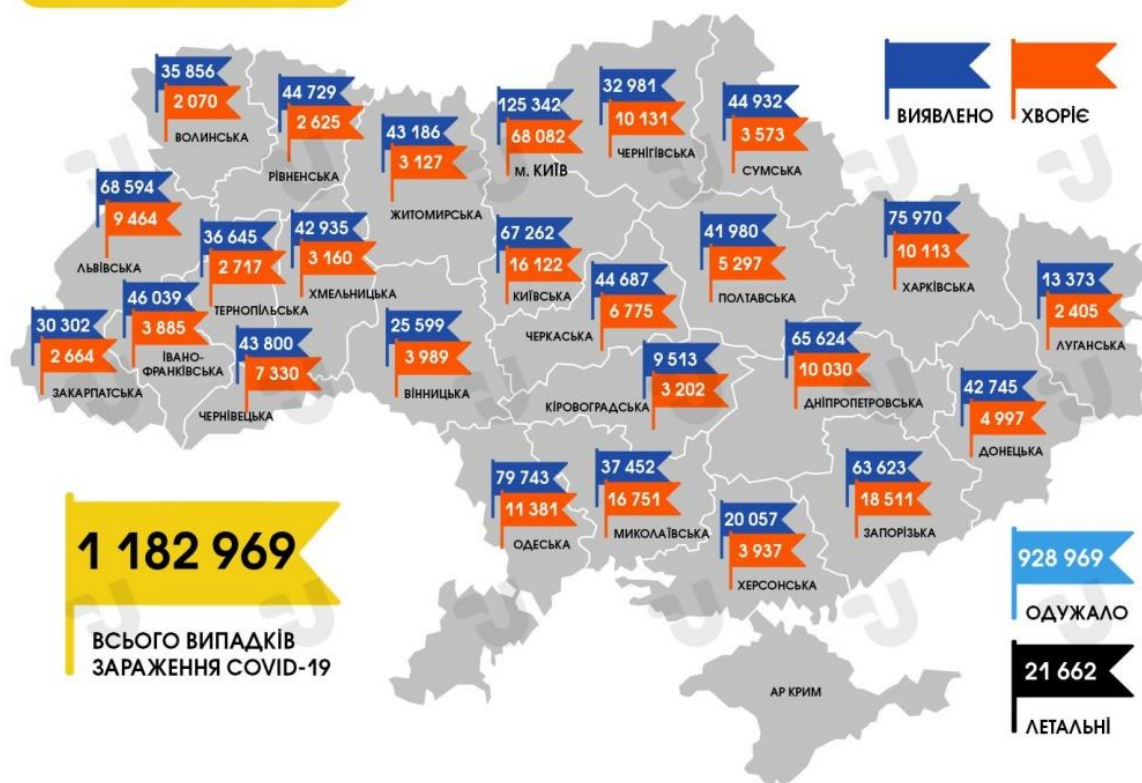 35 856
2 070
ВОЛИНСЬКА
44 729
2 625
РІВНЕНСЬКА
43 186
3 127
ЖИТОМИРСЬКА
125 342
68 082
м. КИЇВ
32 981
10 131
ЧЕРНІГІВСЬКА
44 932
3 573
СУМСЬКА
ВИЯВЛЕНО
ХВОРІЄ
68 594
9 464
ЛЬВІВСЬКА
36 645
2 717
ТЕРНОПІЛЬСЬКА
42 935
3 160
ХМЕЛЬНИЦЬКА
67 262
16 122
КИЇВСЬКА
44 687
6 775
ЧЕРКАСЬКА
41 980
5 297
ПОЛТАВСЬКА
75 970
10 113
ХАРКІВСЬКА
13 373
2 405
ЛУГАНСЬКА
30 302
2 664
ЗАКАРПАТСЬКА
46 039
3 885
ІВАНО-
ФРАНКІВСЬКА
43 800
7 330
ЧЕРНІВЕЦЬКА
25 599
3 989
ВІННИЦЬКА
9 513
3 202
КІРОВОГРАДСЬКА
65 624
10 030
ДНІПРОПЕТРОВСЬКА
42 745
4 997
ДОНЕЦЬКА
79 743
11 381
ОДЕСЬКА
37 452
16 751
МИКОЛАЇВСЬКА
20 057
3 937
ХЕРСОНСЬКА
63 623
18 511
ЗАПОРІЗЬКА
1 182 969
ВСЬОГО ВИПАДКІВ
ЗАРАЖЕННЯ COVID-19
928 969
ОДУЖАЛО
21 662
ЛЕТАЛЬНІ
АР КРИМ